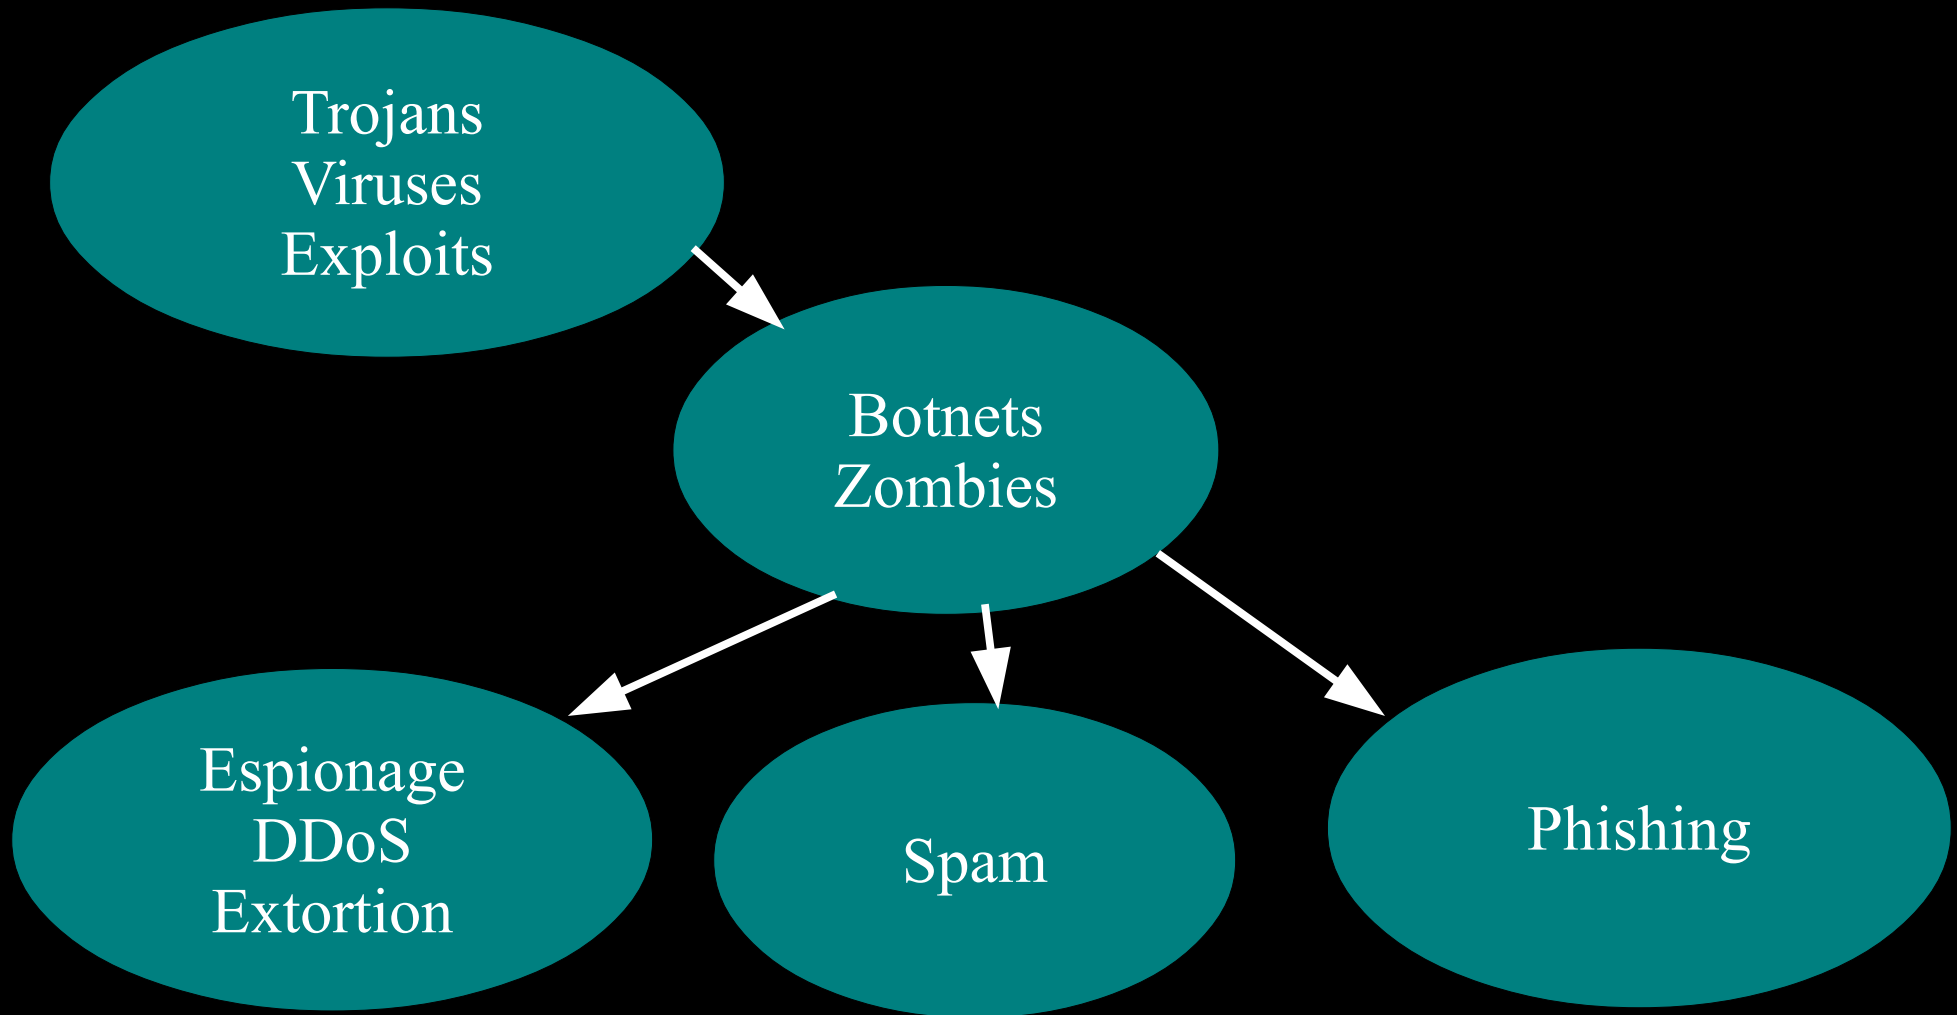 Trojans
Viruses
Exploits
Botnets
Zombies
Espionage
DDoS
Extortion
Spam
Phishing